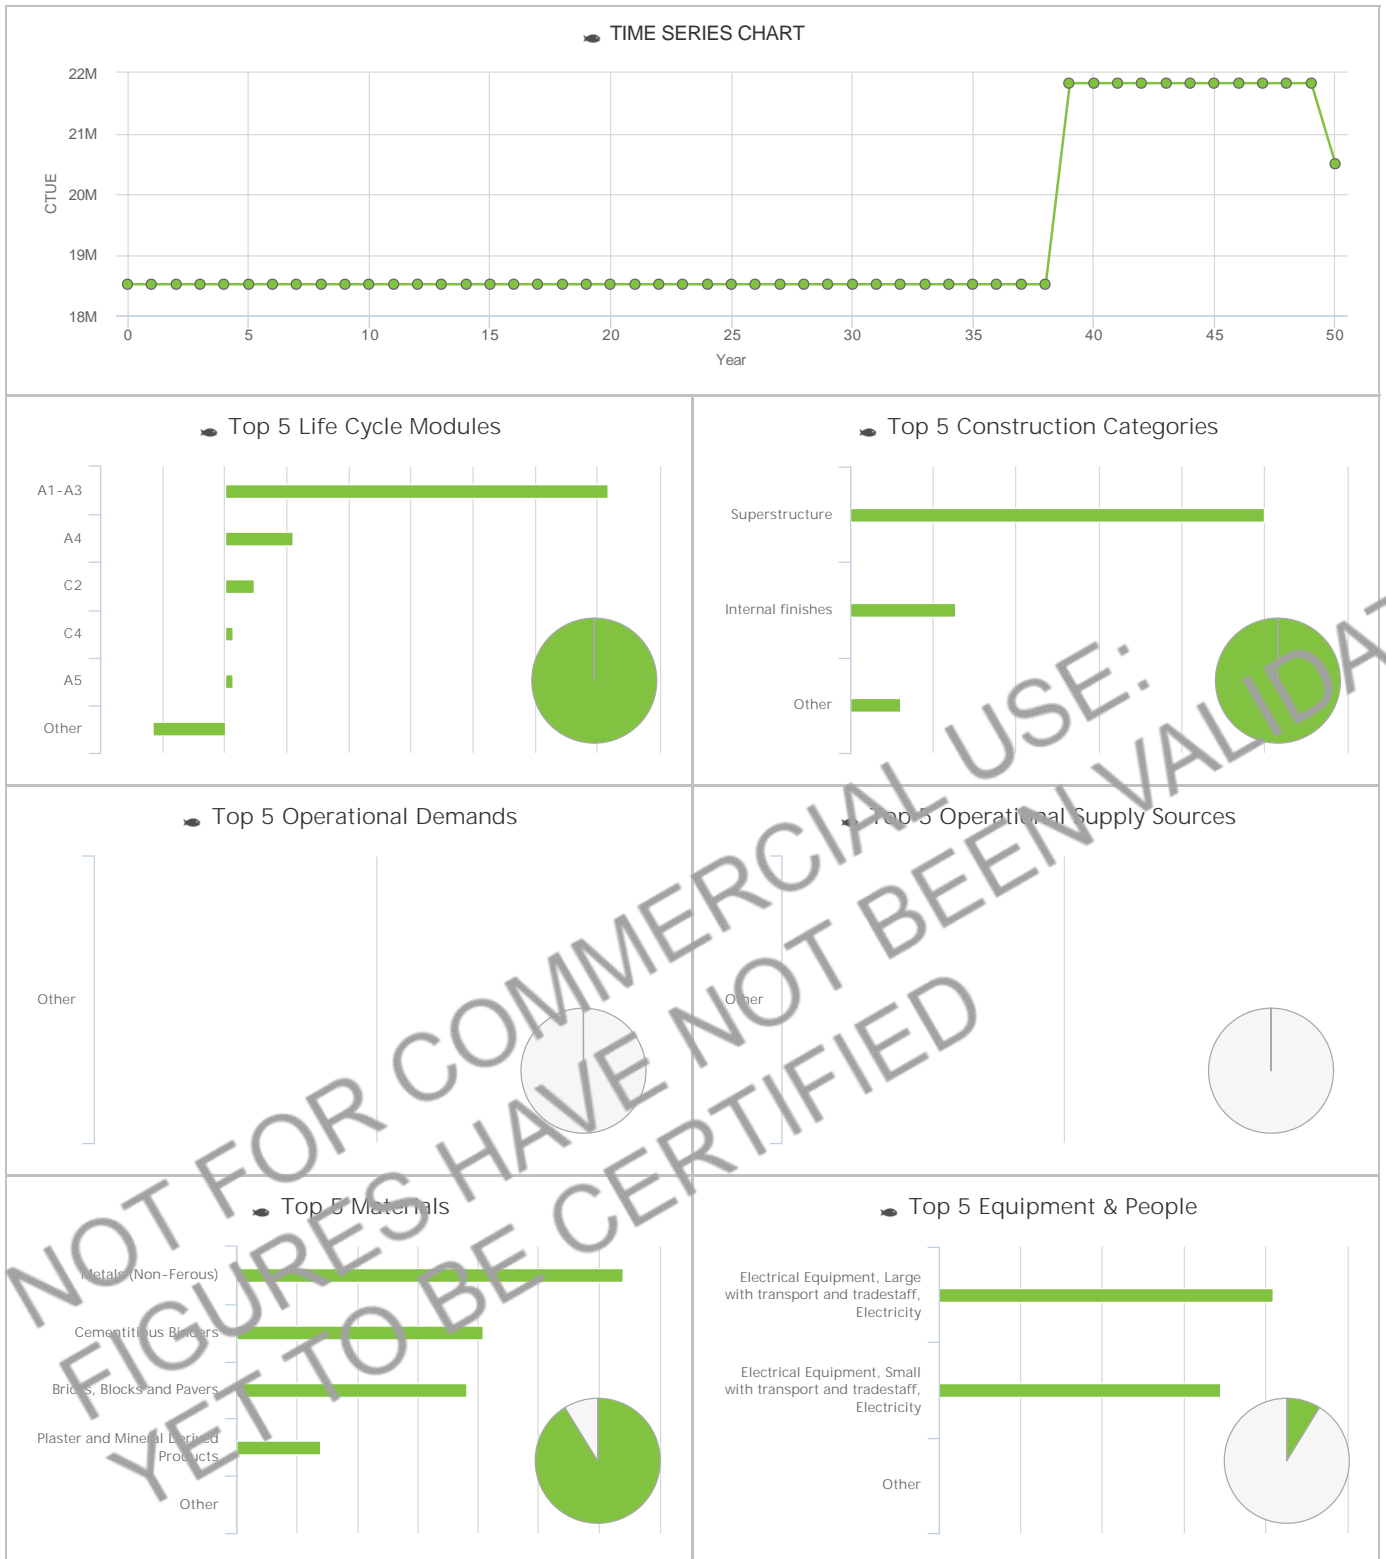 TIME SERIES CHART
22M
21M
20M
19M
18M
CTUE
0 5 10 15 20 25 30 35 40 45 50
Year
Top 5 Life Cycle Modules
A1-A3
A4
C2
C4
A5
Other
Top 5 Construction Categories
Superstructure
Internal finishes
Other
Top 5 Operational Demands
Other
Top 5 Operational Supply Sources
Other
Top 5 Materials
Metals (Non-Ferous)
Cementitious Binders
Bricks, Blocks and Pavers
Plaster and Mineral Derived
Products
Other
Top 5 Equipment & People
Electrical Equipment, Large
with transport and tradestaff,
Electricity
Electrical Equipment, Small
with transport and tradestaff,
Electricity
Other
NOT FOR COMMERCIAL USE:
FIGURES HAVE NOT BEEN
YET TO BE CERTIFIED